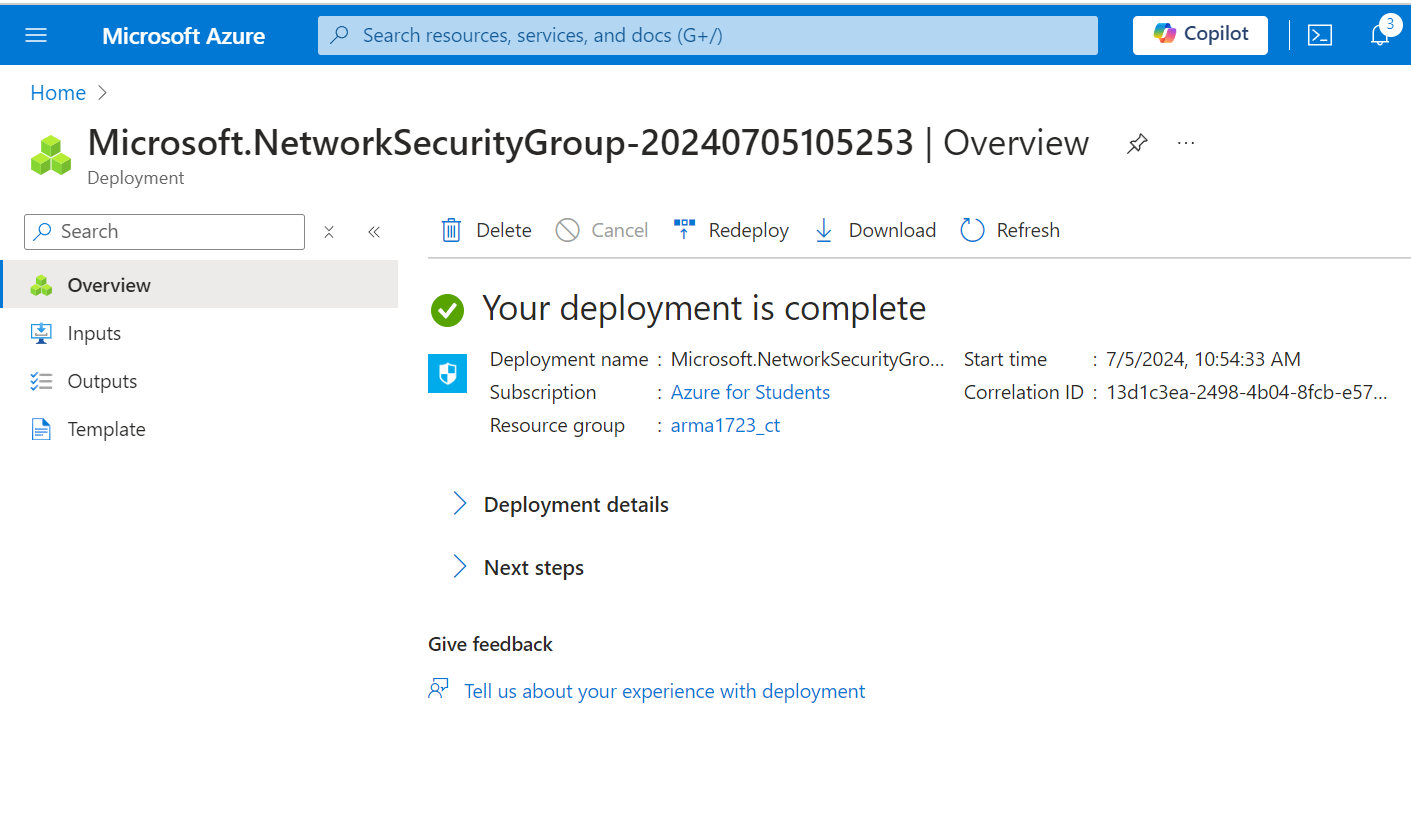 Microsoft Azure
Search resources, services, and docs (G+/)
Copilot
3
Home
Microsoft.NetworkSecurityGroup-20240705105253 | Overview
...
Deployment
Search
Delete
Cancel
Redeploy
Download
Refresh
Overview
Inputs
Outputs
Template
Your deployment is complete
Deployment name : Microsoft.NetworkSecurityGro...
Subscription : Azure for Students
Resource group : arma1723_ct
Start time : 7/5/2024, 10:54:33 AM
Correlation ID : 13d1c3ea-2498-4b04-8fcb-e57...
Deployment details
Next steps
Give feedback
Tell us about your experience with deployment